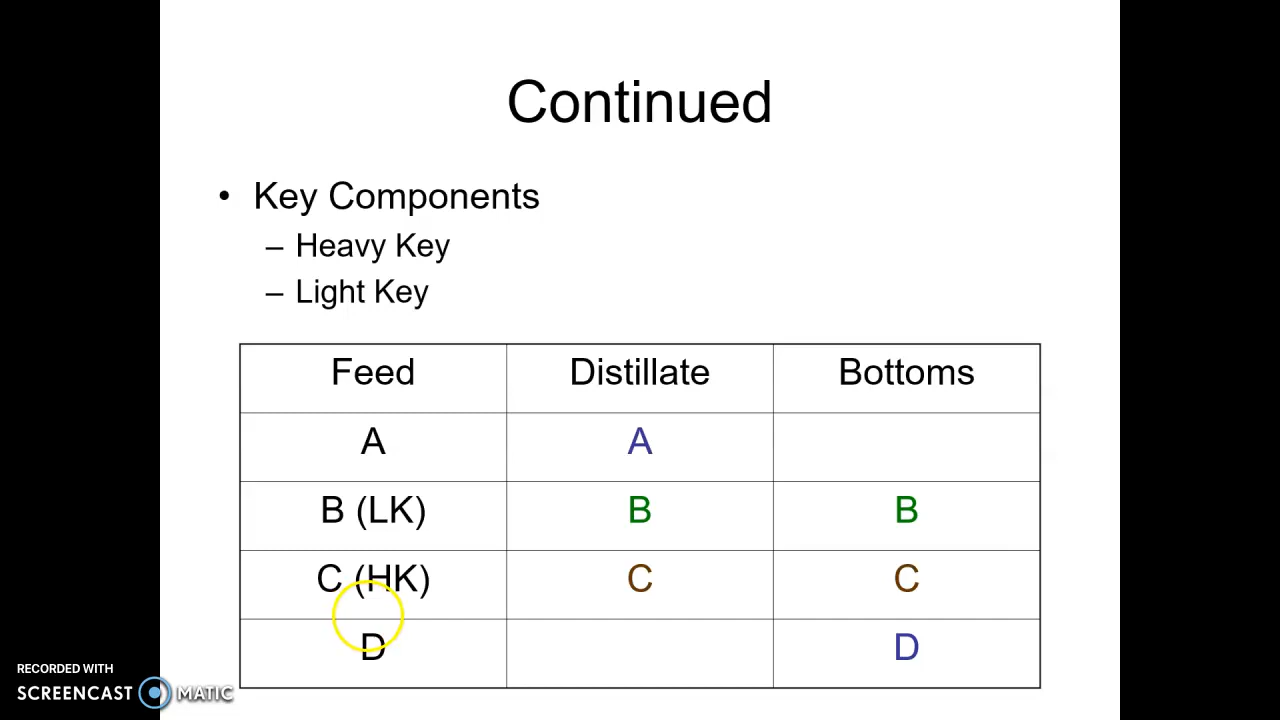 Continued
• Key Components
– Heavy Key
– Light Key
Feed Distillate Bottoms
A A
B (LK) B B
C (HK) C C
D D
RECORDED WITH
SCREENCAST MATIC